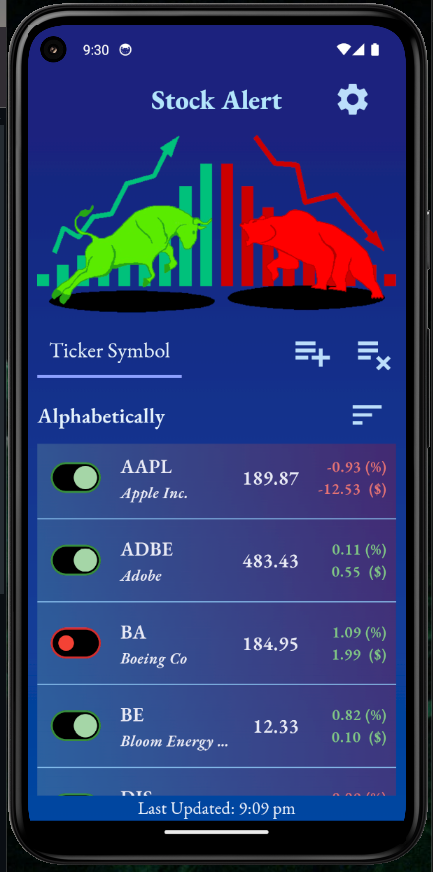 9:30
Stock Alert
Ticker Symbol
Alphabetically
AAPL 189.87 -0.93 (%)
Apple Inc. -12.53 ($)
ADBE 483.43 0.11 (%)
Adobe 0.55 ($)
BA 184.95 1.09 (%)
Boeing Co 1.99 ($)
BE 12.33 0.82 (%)
Bloom Energy ... 0.10 ($)
Last Updated: 9:09 pm